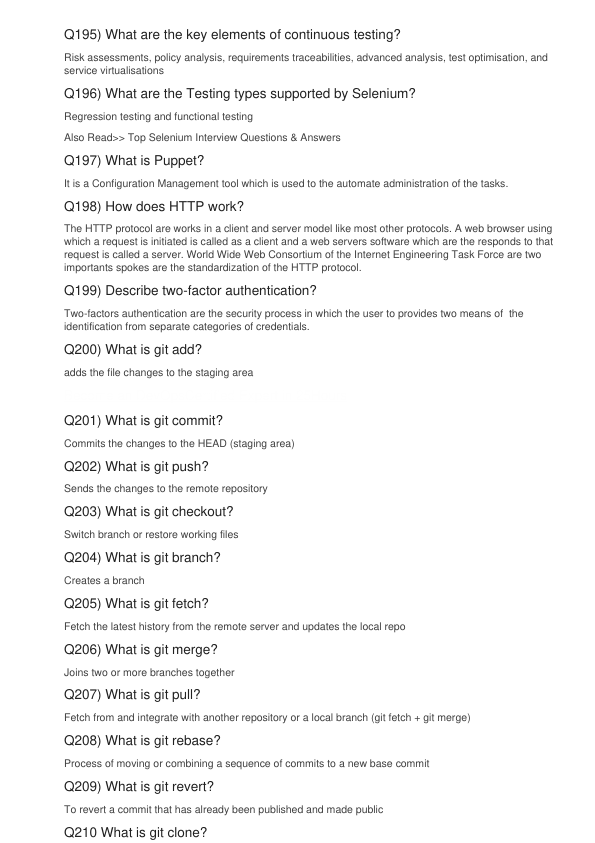 Q195) What are the key elements of continuous testing?
Risk assessments, policy analysis, requirements traceabilities, advanced analysis, test optimisation, and
service virtualisations
Q196) What are the Testing types supported by Selenium?
Regression testing and functional testing
Also Read>> Top Selenium Interview Questions & Answers
Q197) What is Puppet?
It is a Configuration Management tool which is used to the automate administration of the tasks.
Q198) How does HTTP work?
The HTTP protocol are works in a client and server model like most other protocols. A web browser using
which a request is initiated is called as a client and a web servers software which are the responds to that
request is called a server. World Wide Web Consortium of the Internet Engineering Task Force are two
importants spokes are the standardization of the HTTP protocol.
Q199) Describe two-factor authentication?
Two-factors authentication are the security process in which the user to provides two means of  the
identification from separate categories of credentials.
Q200) What is git add?
adds the file changes to the staging area
Q201) What is git commit?
Commits the changes to the HEAD (staging area)
Q202) What is git push?
Sends the changes to the remote repository
Q203) What is git checkout?
Switch branch or restore working files
Q204) What is git branch?
Creates a branch
Q205) What is git fetch?
Fetch the latest history from the remote server and updates the local repo
Q206) What is git merge?
Joins two or more branches together
Q207) What is git pull?
Fetch from and integrate with another repository or a local branch (git fetch + git merge)
Q208) What is git rebase?
Process of moving or combining a sequence of commits to a new base commit
Q209) What is git revert?
To revert a commit that has already been published and made public
Q210 What is git clone?